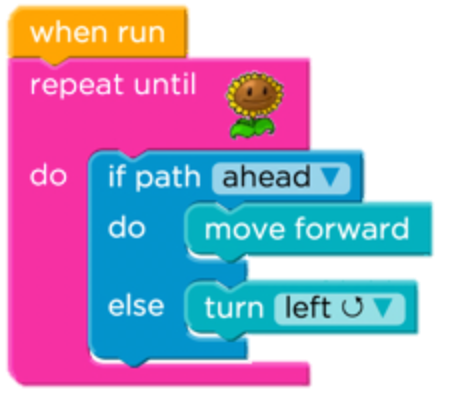 when run
repeat until
do if path ahead
do move forward
else turn left